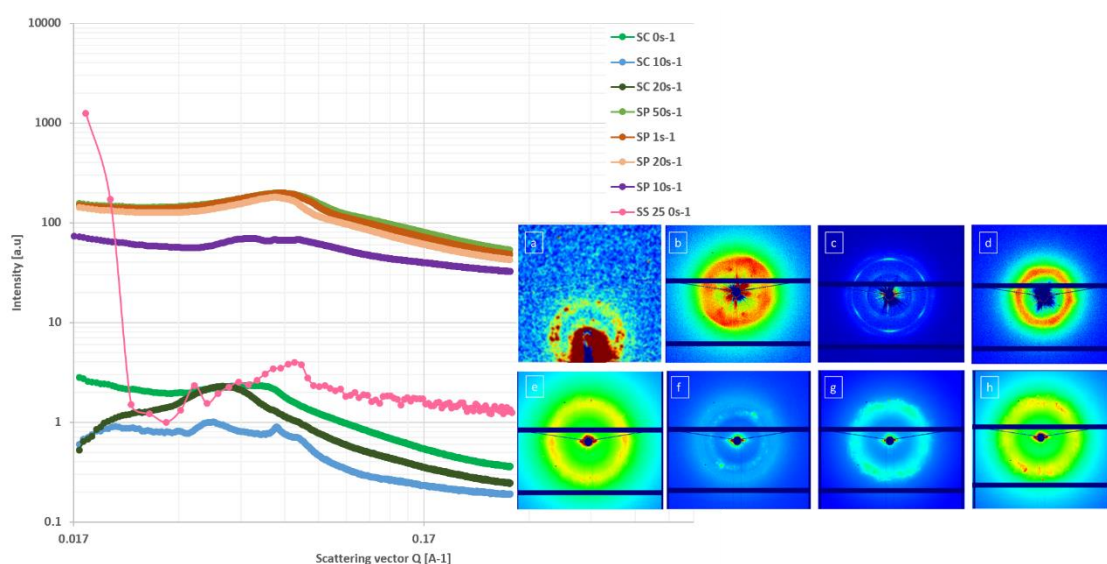 10000
1000
100
10
1
0.1
Intensity [a.u]
0.017
0.17
Scattering vector Q [A-1]
SC 0s-1
SC 10s-1
SC 20s-1
SP 50s-1
SP 1s-1
SP 20s-1
SP 10s-1
SS 25 0s-1
a
b
c
d
e
f
g
h